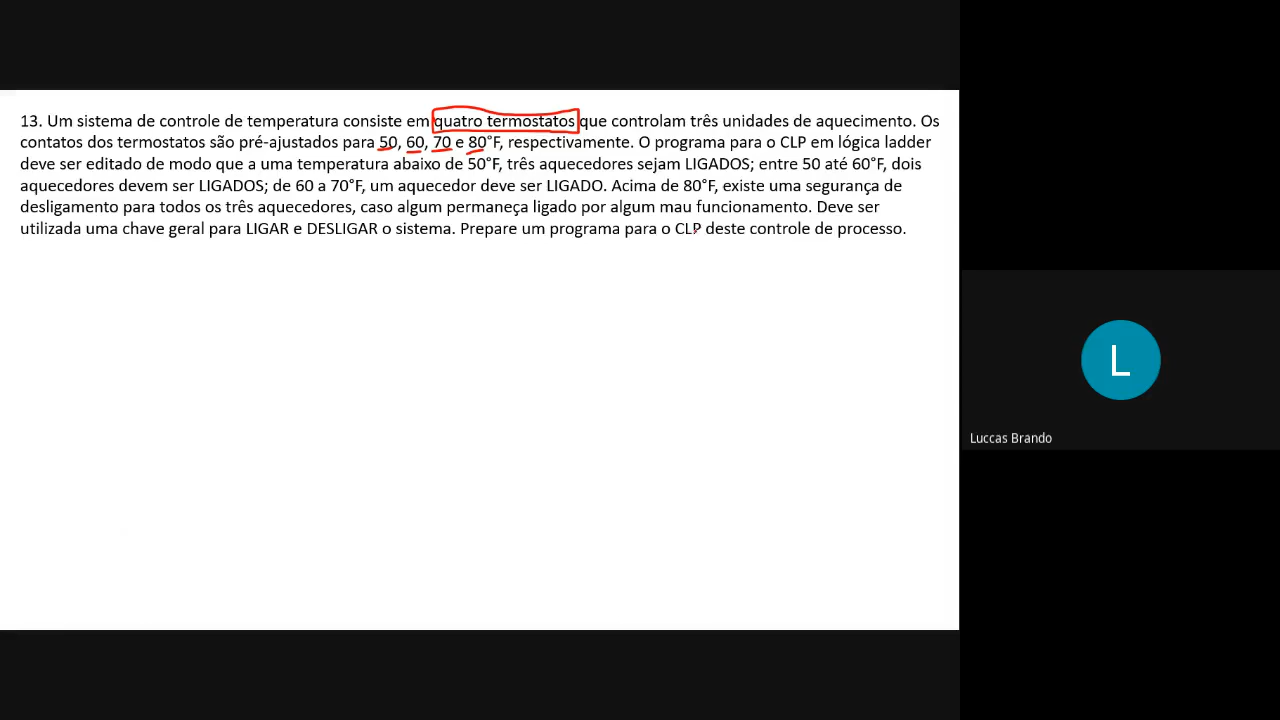 13. Um sistema de controle de temperatura consiste em quatro termostatos que controlam três unidades de aquecimento. Os
contatos dos termostatos são pré-ajustados para 50, 60, 70 e 80°F, respectivamente. O programa para o CLP em lógica ladder
deve ser editado de modo que a uma temperatura abaixo de 50°F, três aquecedores sejam LIGADOS; entre 50 até 60°F, dois
aquecedores devem ser LIGADOS; de 60 a 70°F, um aquecedor deve ser LIGADO. Acima de 80°F, existe uma segurança de
desligamento para todos os três aquecedores, caso algum permaneça ligado por algum mau funcionamento. Deve ser
utilizada uma chave geral para LIGAR e DESLIGAR o sistema. Prepare um programa para o CLP deste controle de processo.
L
Luccas Brando